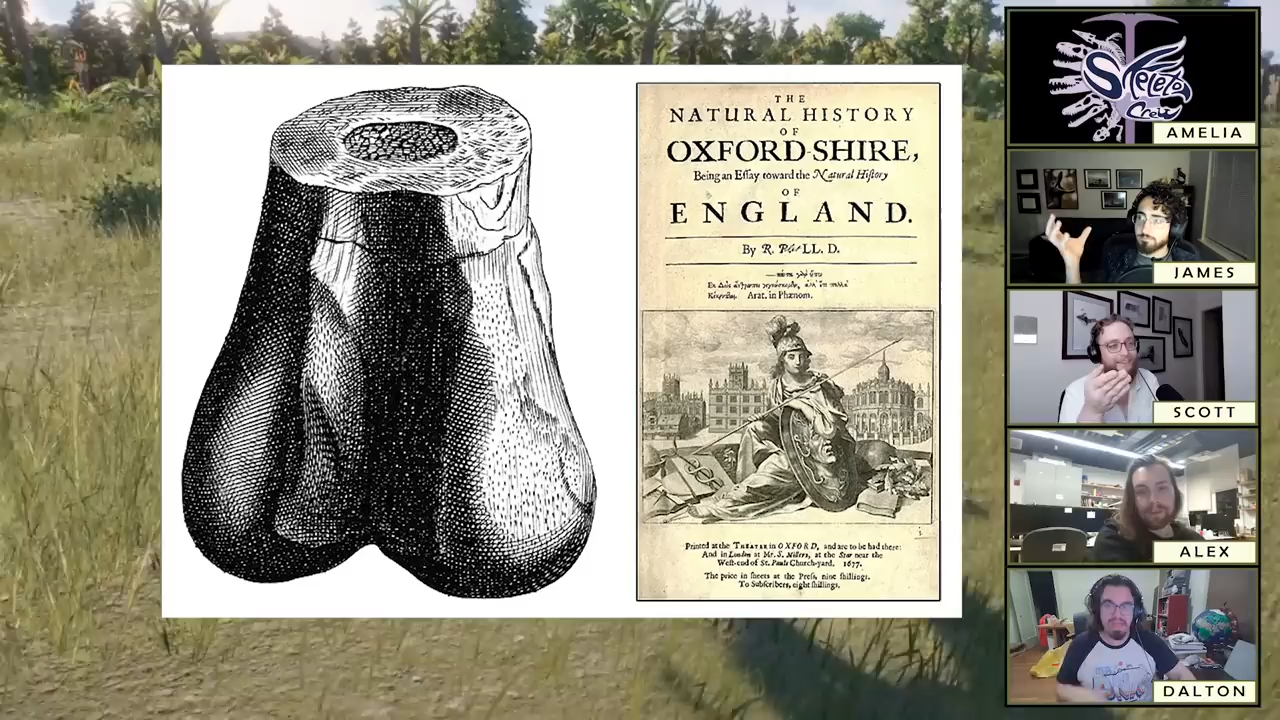 THE
NATURAL HISTORY
OF
OXFORD-SHIRE,
Being an Eſſay toward the Natural Hiſtory
OF
ENGLAND.
By R. LL. D.
Arat. in Phænom.
Printed at the THEATER in OXFORD, and are to be had there:
And in London at Mr. S. Millers, at the Star near the
Weſt-end of St. Pauls Church-yard. 1677.
The price in ſheets at the Preſs, nine ſhillings.
To Subſcribers, eight ſhillings.
Skeleto
Crew
AMELIA
JAMES
SCOTT
ALEX
DALTON